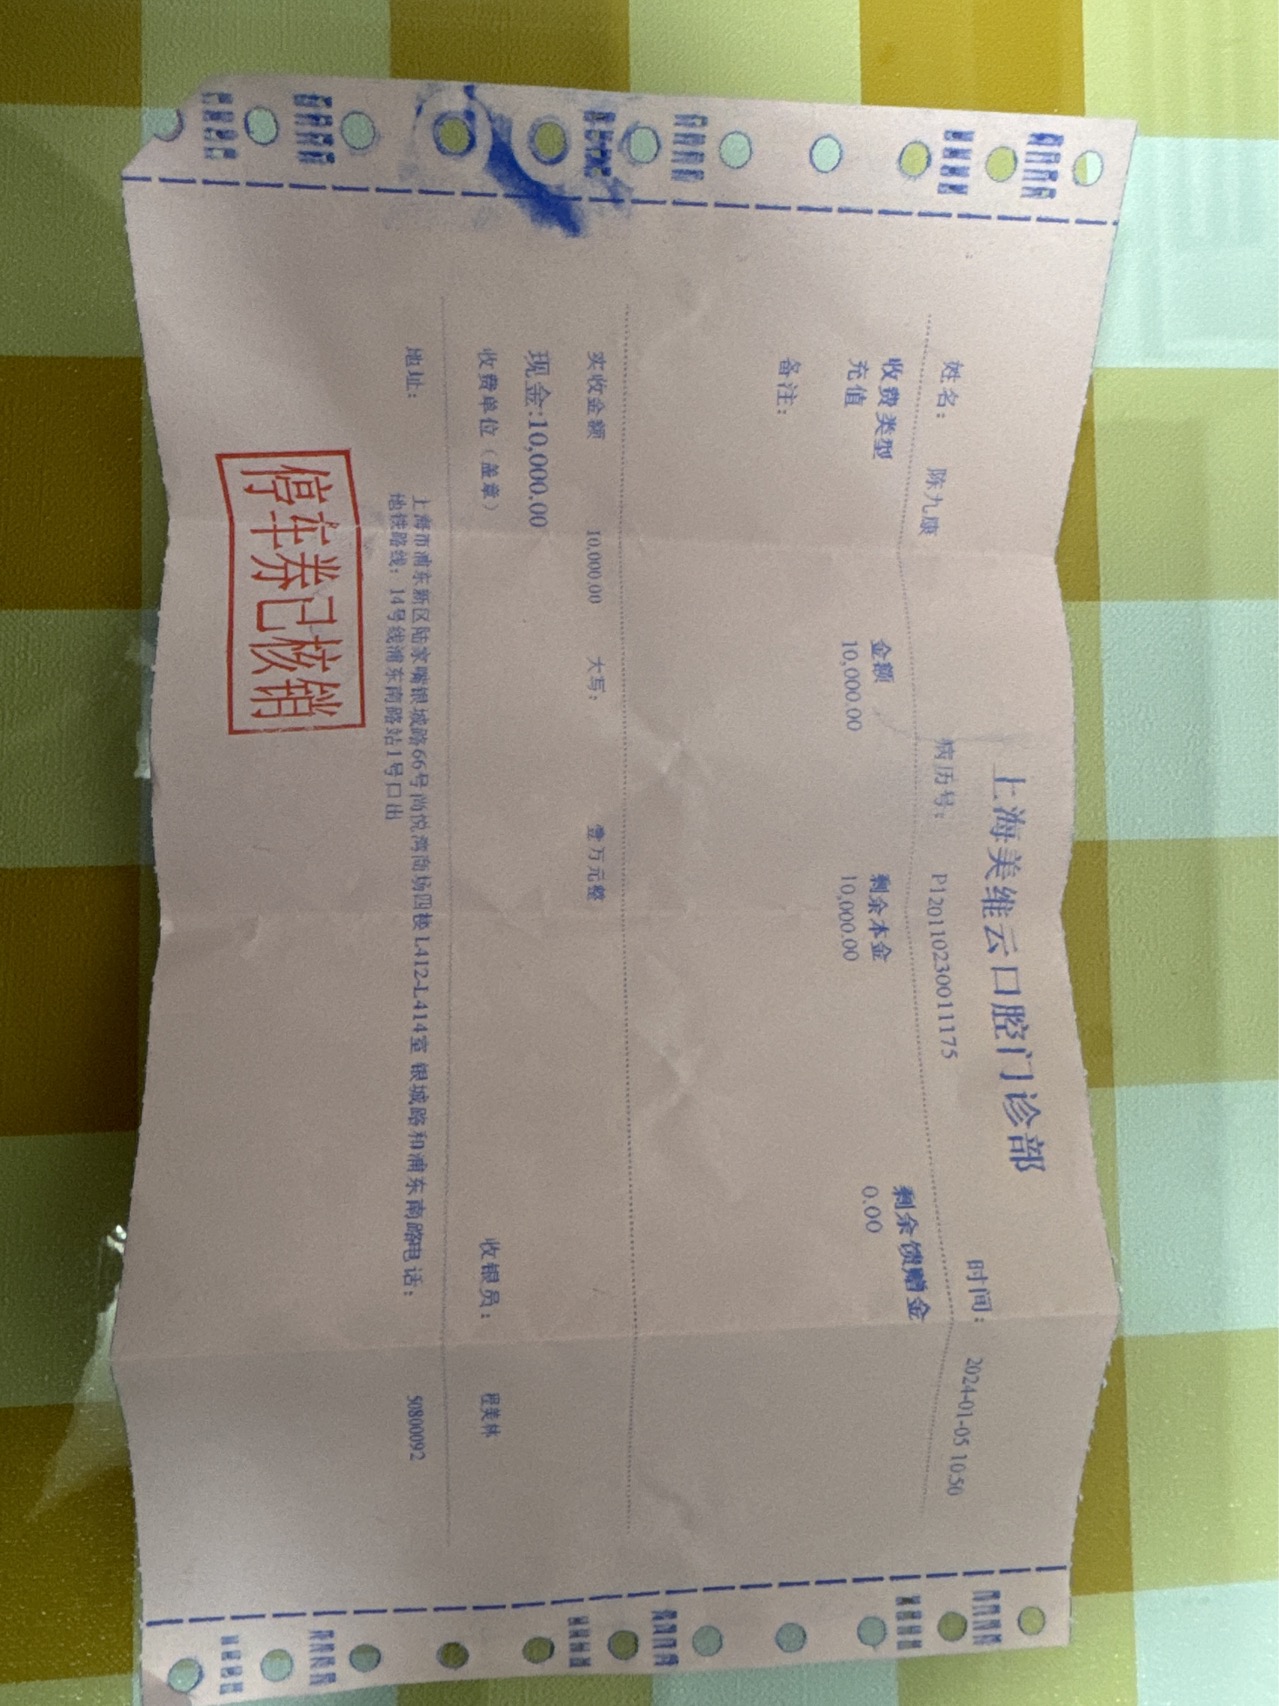 上海美维云口腔门诊部
姓名： 陈九康 病历号： P12011023001175 时间： 2024-01-05 10:50
收费类型 金额 剩余本金 剩余馈赠金
充值 10,000.00 10,000.00 0.00
备注：
实收金额 10,000.00 大写： 壹万元整
现金:10,000.00
收费单位（盖章） 收银员： 程美林
地址： 上海市浦东新区陆家嘴银城路66号尚悦湾商场四楼L412-L414室 银城路和浦东南路电话： 50800092
地铁路线：14号线浦东南路站1号口出
停车券已核销